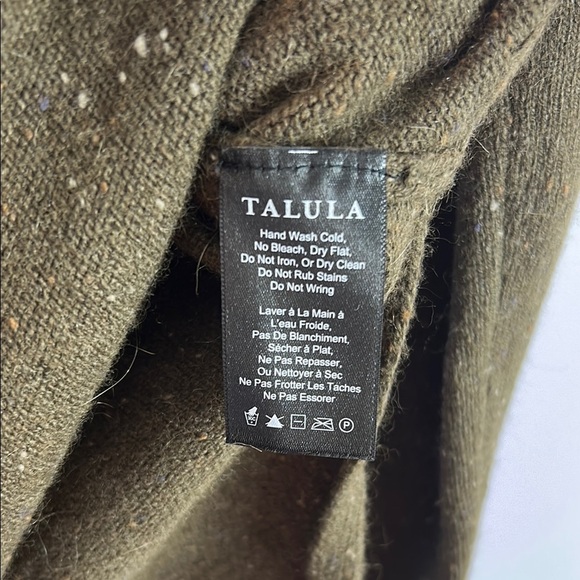 TALULA
Hand Wash Cold,
No Bleach, Dry Flat,
Do Not Iron, Or Dry Clean
Do Not Rub Stains
Do Not Wring
Laver à La Main à
L'eau Froide,
Pas De Blanchiment,
Sécher à Plat,
Ne Pas Repasser,
Ou Nettoyer à Sec
Ne Pas Frotter Les Taches
Ne Pas Essorer
P